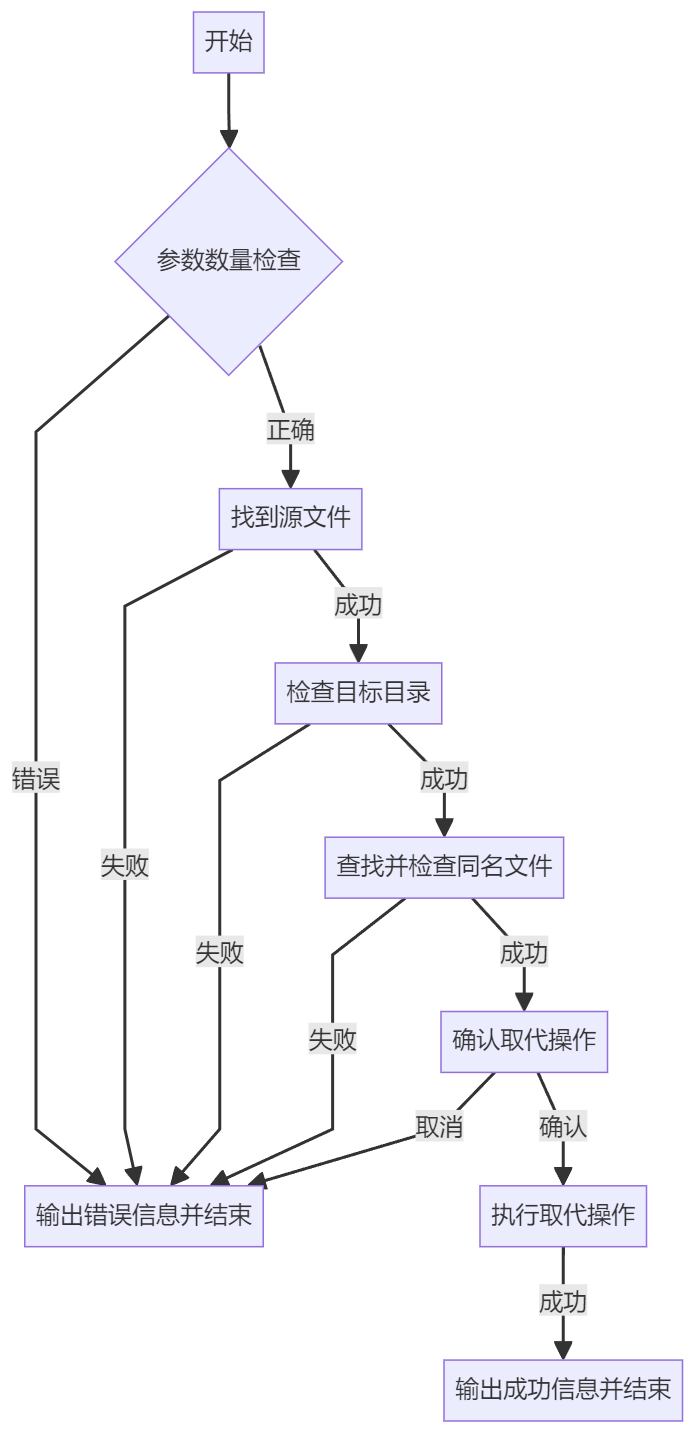 开始
参数数量检查
正确
找到源文件
成功
检查目标目录
错误
成功
失败
查找并检查同名文件
失败
成功
失败
确认取代操作
取消
确认
输出错误信息并结束
执行取代操作
成功
输出成功信息并结束